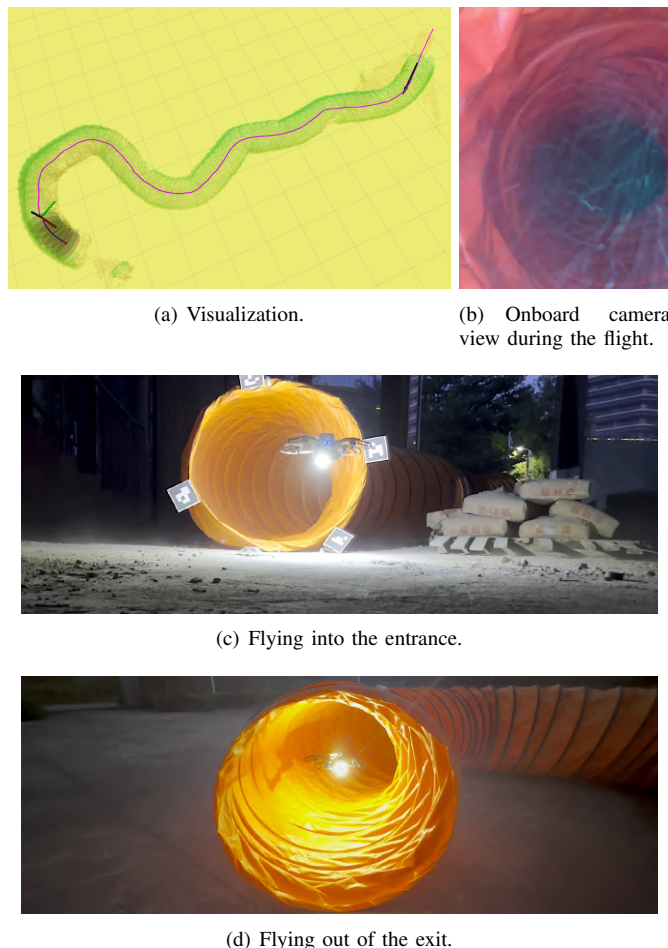 (a) Visualization.
(b) Onboard camera
view during the flight.
(c) Flying into the entrance.
(d) Flying out of the exit.